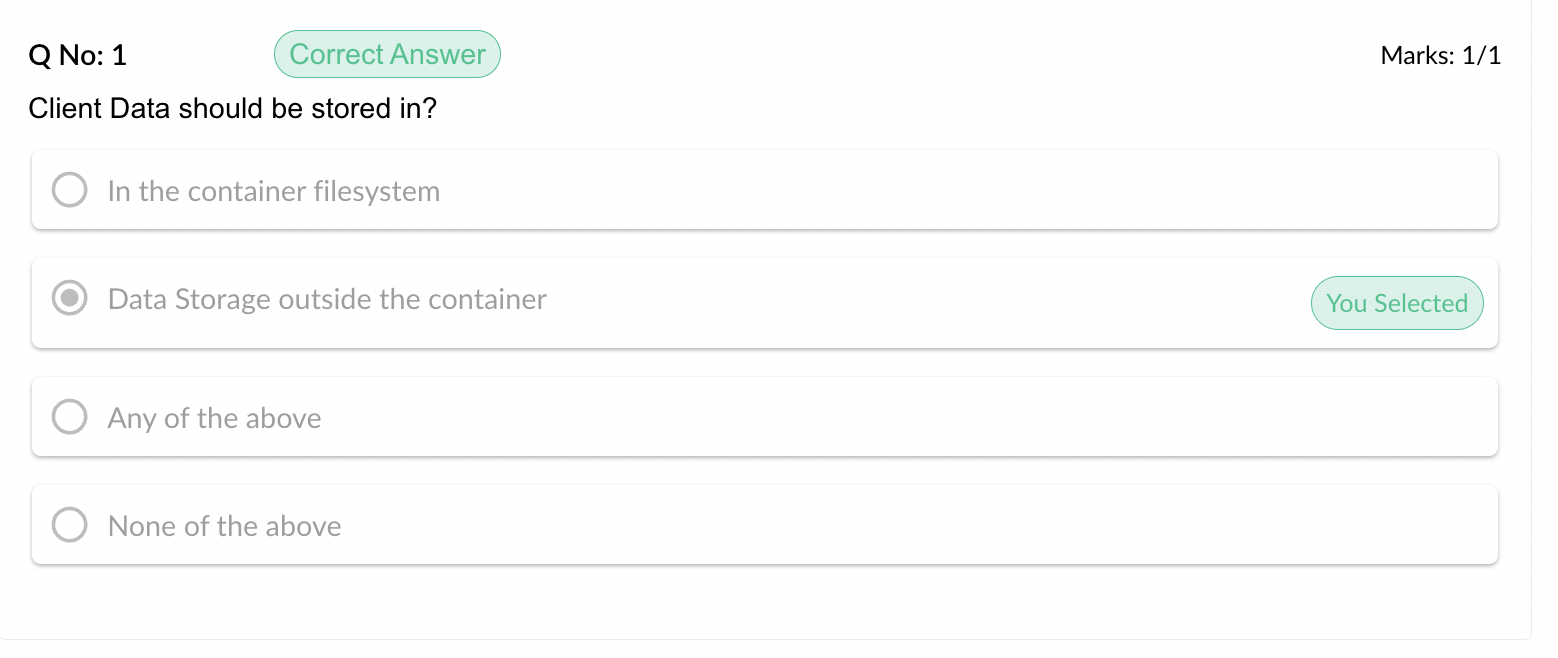 Q No: 1 Correct Answer Marks: 1/1
Client Data should be stored in?
In the container filesystem
Data Storage outside the container You Selected
Any of the above
None of the above